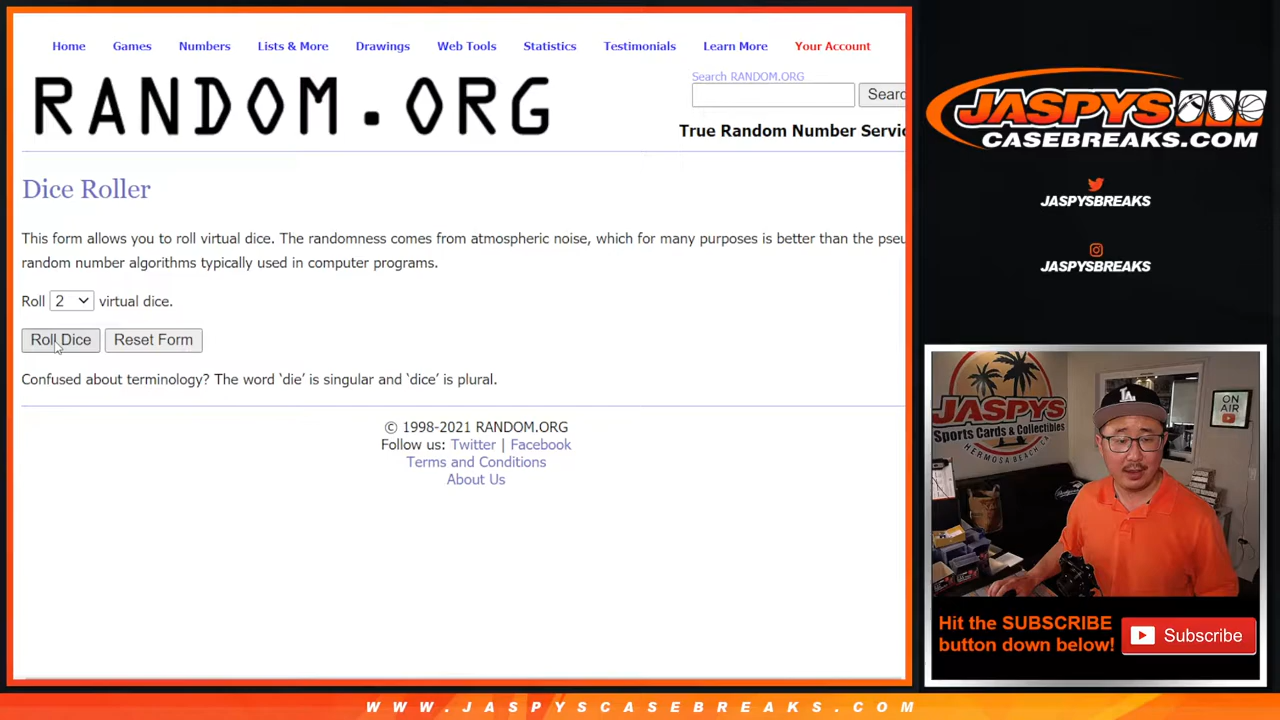 Home Games Numbers Lists & More Drawings Web Tools Statistics Testimonials Learn More Your Account
RANDOM.ORG
Search RANDOM.ORG
Searc
True Random Number Servic
Dice Roller
This form allows you to roll virtual dice. The randomness comes from atmospheric noise, which for many purposes is better than the pseu
random number algorithms typically used in computer programs.
Roll 2 virtual dice.
Roll Dice Reset Form
Confused about terminology? The word ‘die’ is singular and ‘dice’ is plural.
© 1998-2021 RANDOM.ORG
Follow us: Twitter | Facebook
Terms and Conditions
About Us
JASPYS
CASEBREAKS.COM
JASPYSBREAKS
JASPYSBREAKS
JASPYS
Sports Cards & Collectibles
HERMOSA BEACH, CA
ON
AIR
LA
Hit the SUBSCRIBE
button down below!
Subscribe
WWW.JASPYSCASEBREAKS.COM